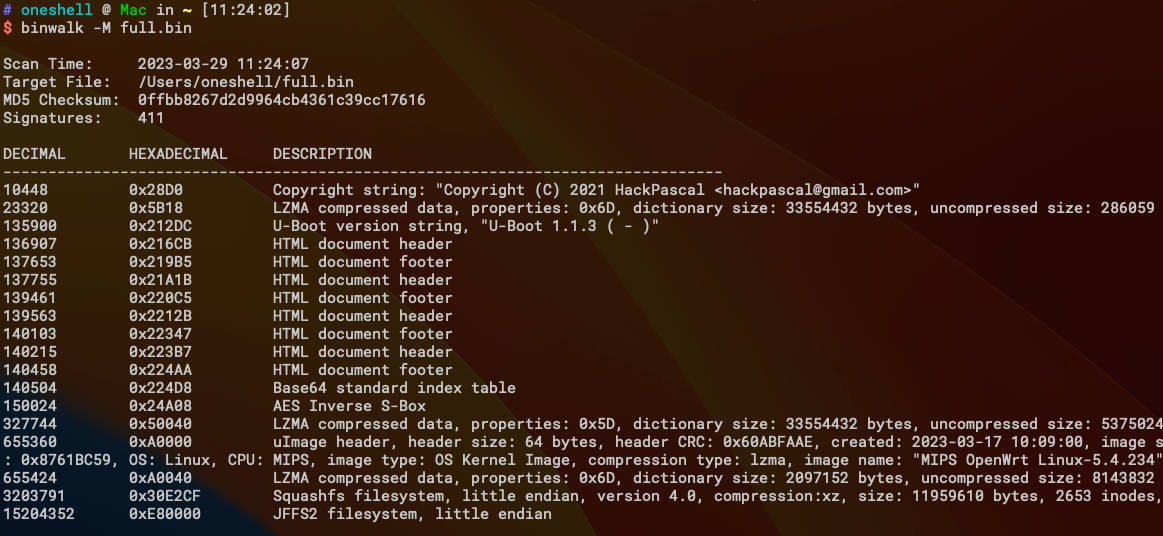 # oneshell @ Mac in ~ [11:24:02]
$ binwalk -M full.bin
Scan Time:     2023-03-29 11:24:07
Target File:   /Users/oneshell/full.bin
MD5 Checksum:  0ffbb8267d2d9964cb4361c39cc17616
Signatures:    411
DECIMAL       HEXADECIMAL     DESCRIPTION
--------------------------------------------------------------------------------
10448         0x28D0          Copyright string: "Copyright (C) 2021 HackPascal <hackpascal@gmail.com>"
23320         0x5B18          LZMA compressed data, properties: 0x6D, dictionary size: 33554432 bytes, uncompressed size: 286059
135900        0x212DC         U-Boot version string, "U-Boot 1.1.3 ( - )"
136907        0x216CB         HTML document header
137653        0x219B5         HTML document footer
137755        0x21A1B         HTML document header
139461        0x220C5         HTML document footer
139563        0x2212B         HTML document header
140103        0x22347         HTML document footer
140215        0x223B7         HTML document header
140458        0x224AA         HTML document footer
140504        0x224D8         Base64 standard index table
150024        0x24A08         AES Inverse S-Box
327744        0x50040         LZMA compressed data, properties: 0x5D, dictionary size: 33554432 bytes, uncompressed size: 5375024
655360        0xA0000         uImage header, header size: 64 bytes, header CRC: 0x60ABFAAE, created: 2023-03-17 10:09:00, image s
: 0x8761BC59, OS: Linux, CPU: MIPS, image type: OS Kernel Image, compression type: lzma, image name: "MIPS OpenWrt Linux-5.4.234"
655424        0xA0040         LZMA compressed data, properties: 0x6D, dictionary size: 2097152 bytes, uncompressed size: 8143832
3203791       0x30E2CF        Squashfs filesystem, little endian, version 4.0, compression:xz, size: 11959610 bytes, 2653 inodes,
15204352      0xE80000        JFFS2 filesystem, little endian